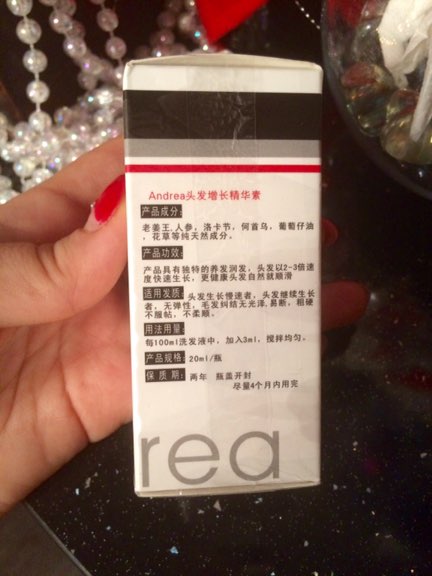 Andrea头发增长精华素
产品成分:
老姜王,人参,洛卡节,何首乌,葡萄仔油
,花草等纯天然成分。
产品功效:
产品具有独特的养发润发,头发以2-3倍速
度快速生长,更健康头发自然就顺滑
适用发质: 头发生长慢速者,头发继续生长
者,无弹性,毛发纠结无光泽,易断,粗硬
不服帖,不柔顺。
用法用量:
每100ml洗发液中,加入3ml,搅拌均匀。
产品规格: 20ml/瓶
保 质 期: 两年 瓶盖开封
尽量4个月内用完
rea